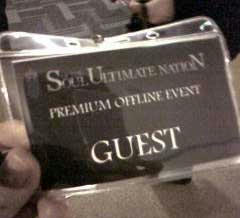 SOUL ULTIMATE NATION
PREMIUM OFFLINE EVENT
GUEST